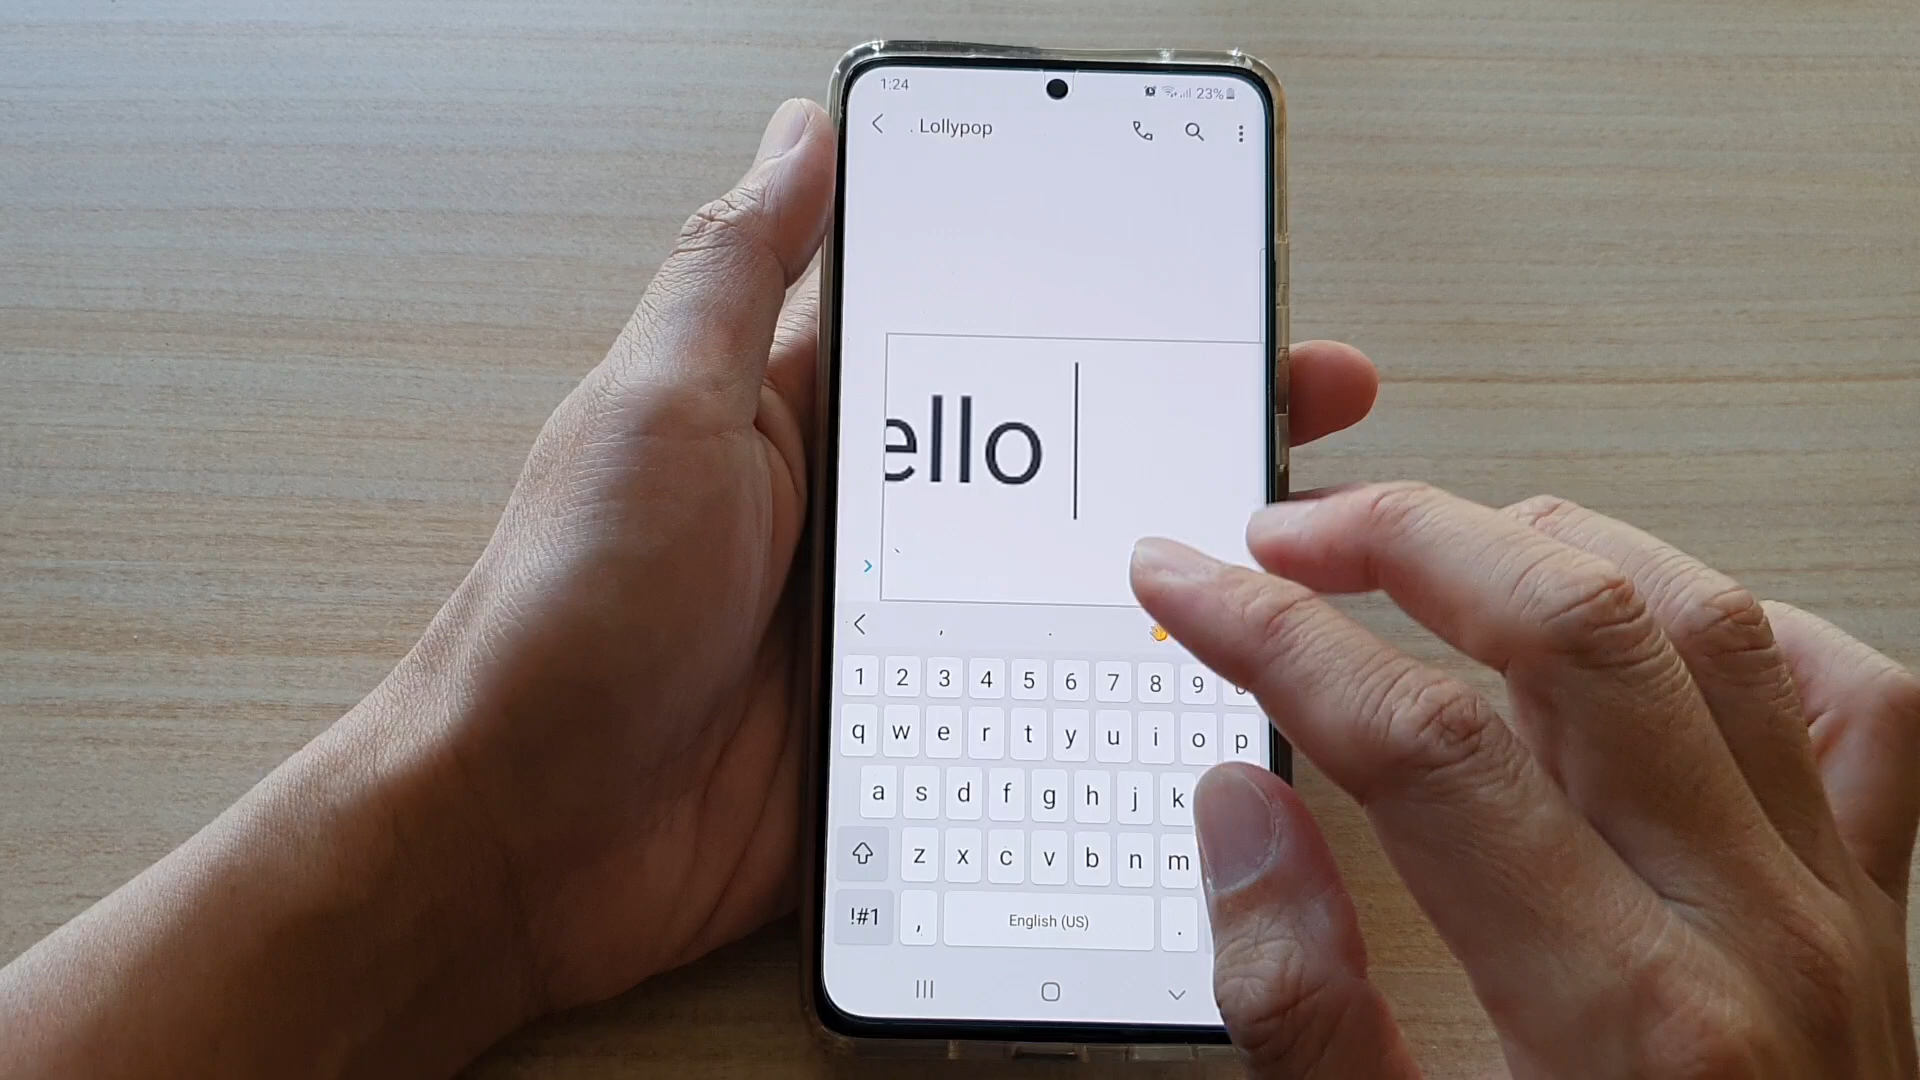 1:24
23%
. Lollypop
ello
, . 👋
1 2 3 4 5 6 7 8 9
q w e r t y u i o p
a s d f g h j k
z x c v b n m
!#1 , English (US) .